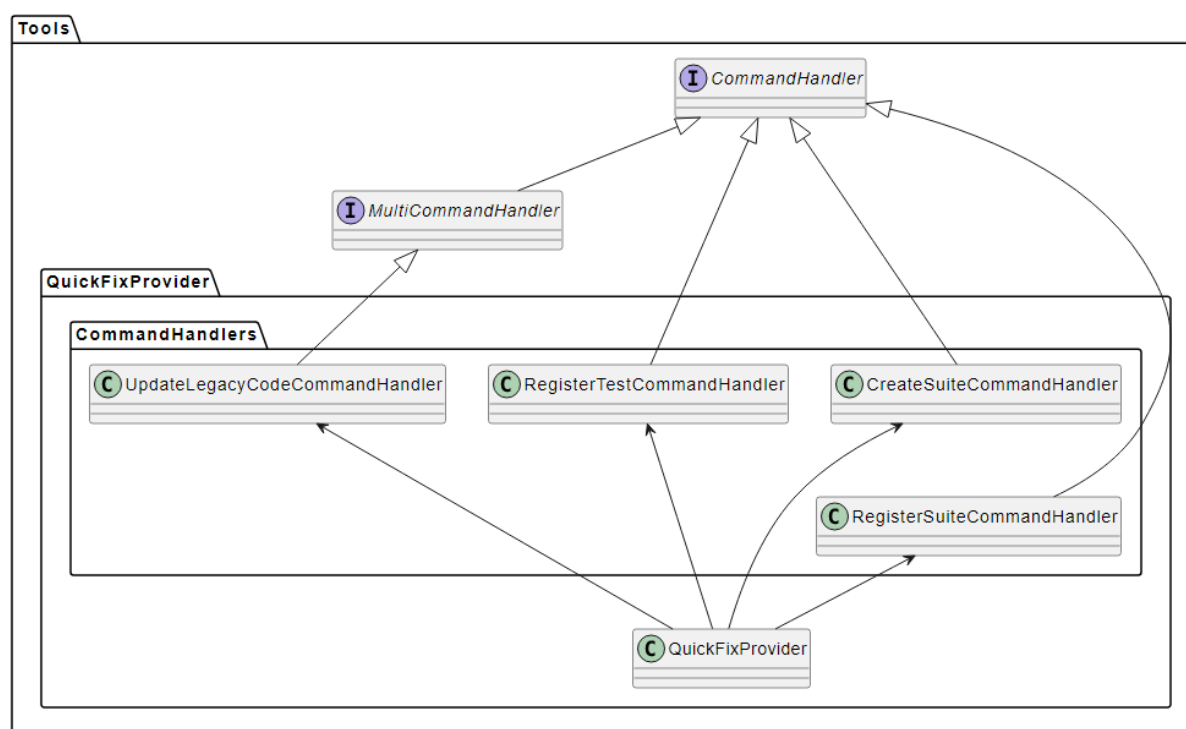 Tools
I CommandHandler
I MultiCommandHandler
QuickFixProvider
CommandHandlers
C UpdateLegacyCodeCommandHandler
C RegisterTestCommandHandler
C CreateSuiteCommandHandler
C RegisterSuiteCommandHandler
C QuickFixProvider